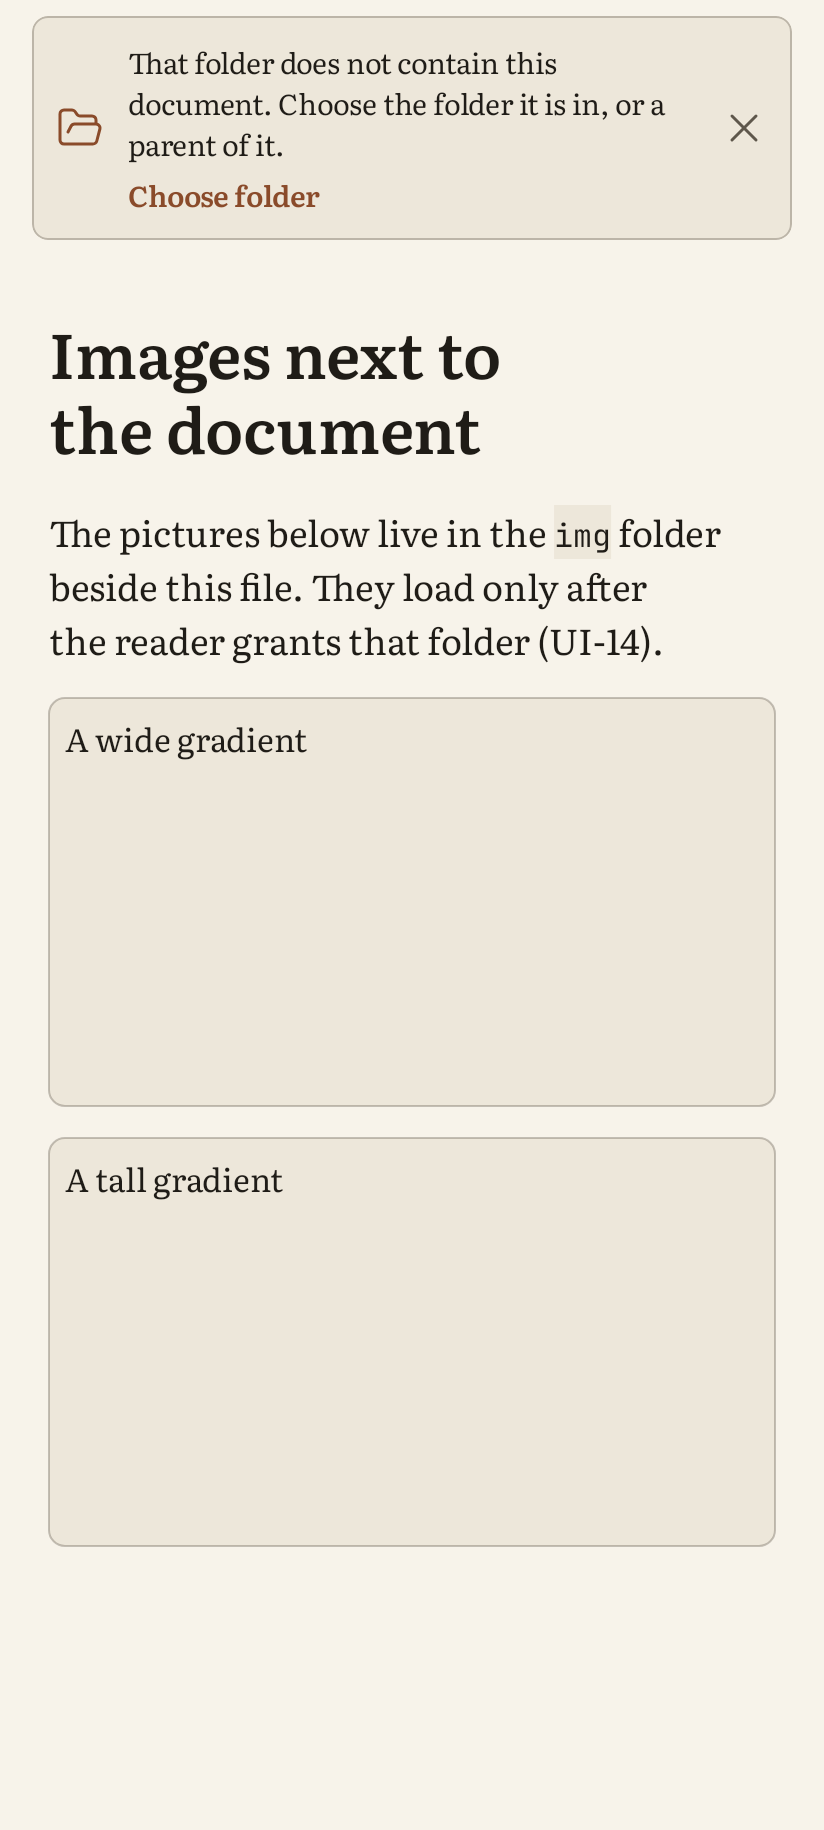 That folder does not contain this
document. Choose the folder it is in, or a
parent of it.
Choose folder
Images next to
the document
The pictures below live in the img folder
beside this file. They load only after
the reader grants that folder (UI-14).
A wide gradient
A tall gradient